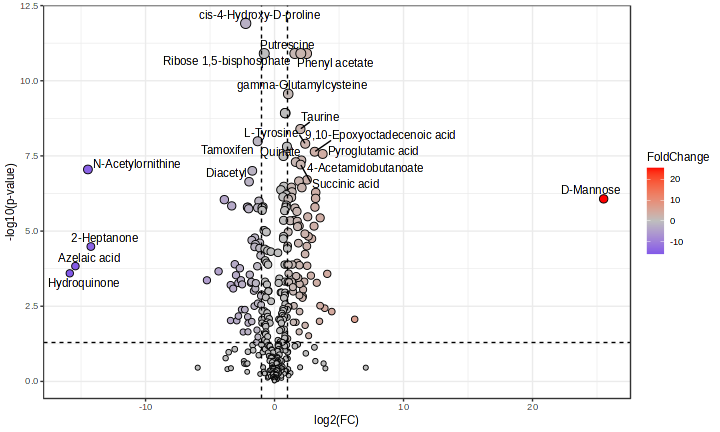 12.5
10.0
7.5
5.0
2.5
0.0
-log10(p-value)
-10
0
10
20
log2(FC)
cis-4-Hydroxy-D-proline
Putrescine
Ribose 1,5-bisphosphate
Phenyl acetate
gamma-Glutamylcysteine
Taurine
L-Tyrosine
9,10-Epoxyoctadecenoic acid
Tamoxifen
Quinate
Pyroglutamic acid
N-Acetylornithine
4-Acetamidobutanoate
Diacetyl
Succinic acid
D-Mannose
2-Heptanone
Azelaic acid
Hydroquinone
FoldChange
20
10
0
-10